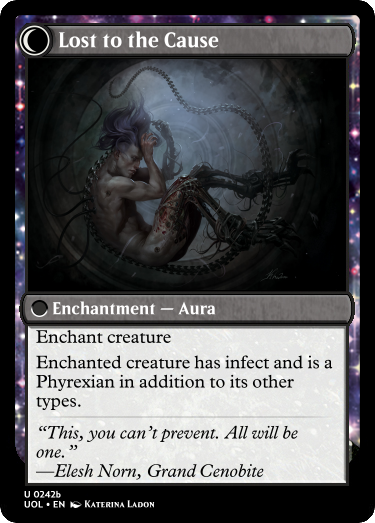 Lost to the Cause
Enchantment — Aura
Enchant creature
Enchanted creature has infect and is a
Phyrexian in addition to its other
types.
“This, you can’t prevent. All will be
one.”
—Elesh Norn, Grand Cenobite
U 0242b
UOL • EN Katerina Ladon